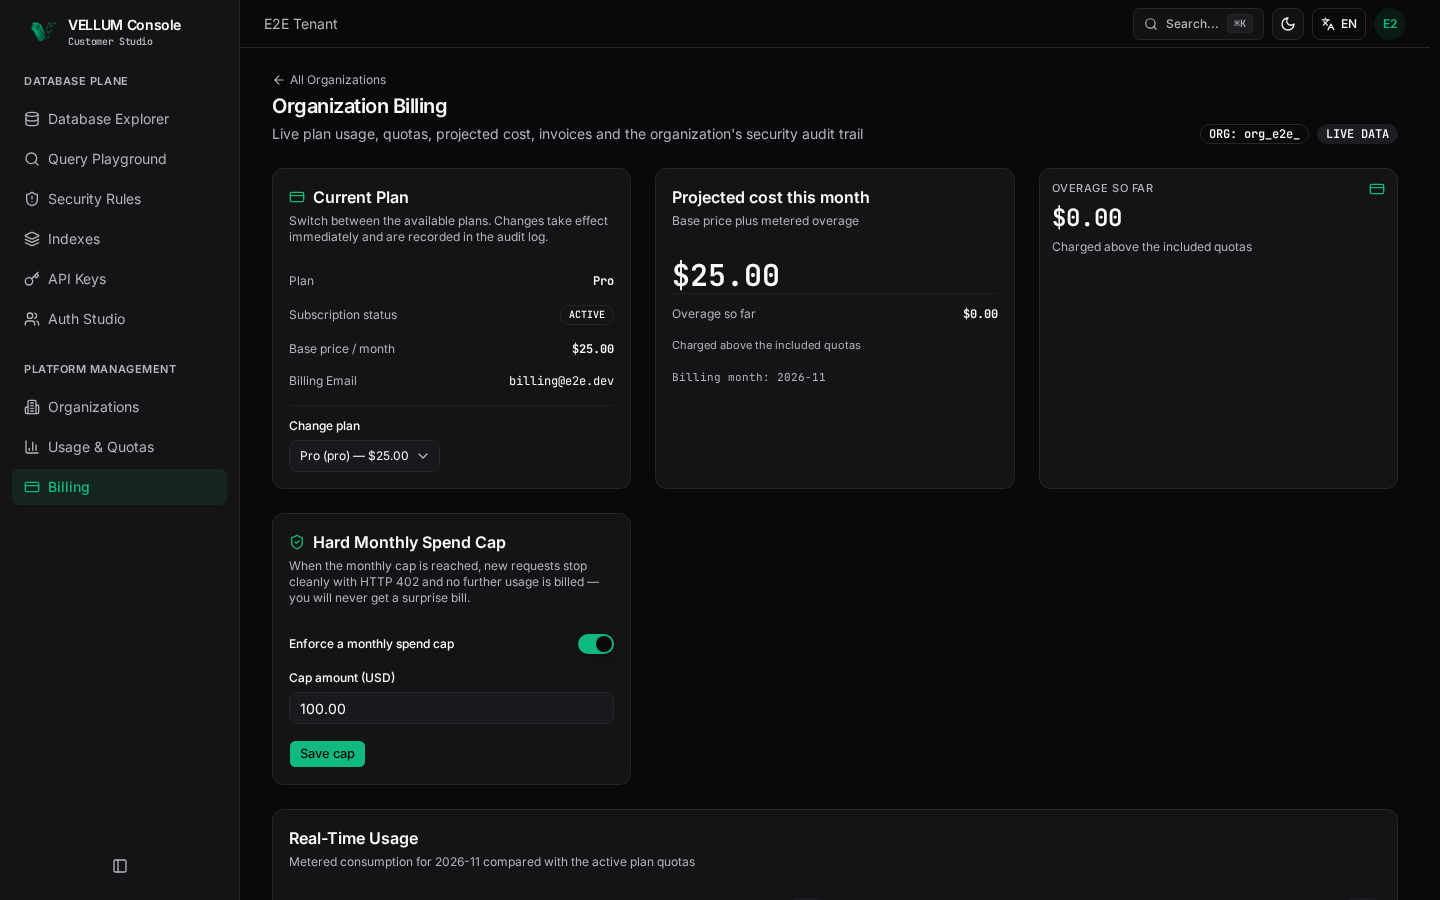 VELLUM Console
Customer Studio
DATABASE PLANE
Database Explorer
Query Playground
Security Rules
Indexes
API Keys
Auth Studio
PLATFORM MANAGEMENT
Organizations
Usage & Quotas
Billing
E2E Tenant
Search...
⌘K
EN
E2
All Organizations
Organization Billing
Live plan usage, quotas, projected cost, invoices and the organization's security audit trail
ORG: org_e2e_
LIVE DATA
Current Plan
Switch between the available plans. Changes take effect
immediately and are recorded in the audit log.
Plan
Pro
Subscription status
ACTIVE
Base price / month
$25.00
Billing Email
billing@e2e.dev
Change plan
Pro (pro) — $25.00
Projected cost this month
Base price plus metered overage
$25.00
Overage so far
$0.00
Charged above the included quotas
Billing month: 2026-11
OVERAGE SO FAR
$0.00
Charged above the included quotas
Hard Monthly Spend Cap
When the monthly cap is reached, new requests stop
cleanly with HTTP 402 and no further usage is billed —
you will never get a surprise bill.
Enforce a monthly spend cap
Cap amount (USD)
100.00
Save cap
Real-Time Usage
Metered consumption for 2026-11 compared with the active plan quotas